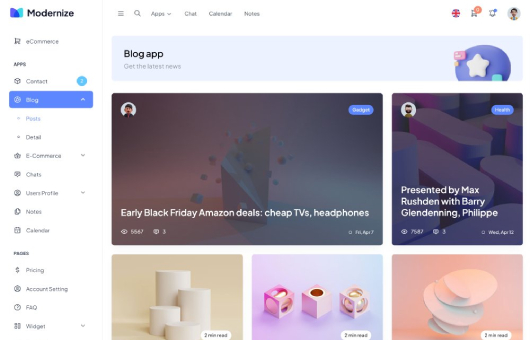 Modernize
Apps
Chat
Calendar
Notes
eCommerce
APPS
Contact
Blog
Posts
Detail
E-Commerce
Chats
Users Profile
Notes
Calendar
PAGES
Pricing
Account Setting
FAQ
Widget
Blog app
Get the latest news
Gadget
Early Black Friday Amazon deals: cheap TVs, headphones
5567
3
Fri, Apr 7
Health
Presented by Max
Rushden with Barry
Glendenning, Philippe
7587
3
Wed, Apr 12
2 min read
2 min read
2 min read